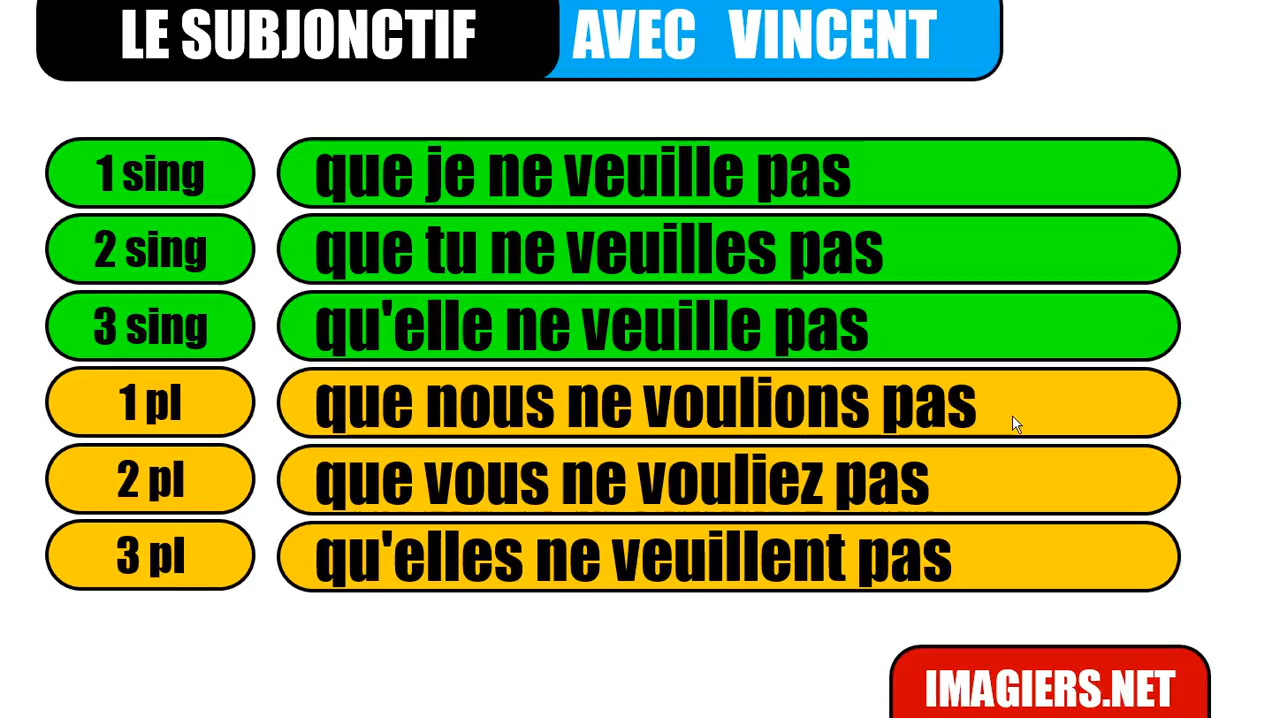 LE SUBJONCTIF AVEC VINCENT
1 sing que je ne veuille pas
2 sing que tu ne veuilles pas
3 sing qu'elle ne veuille pas
1 pl que nous ne voulions pas
2 pl que vous ne vouliez pas
3 pl qu'elles ne veuillent pas
IMAGIERS.NET